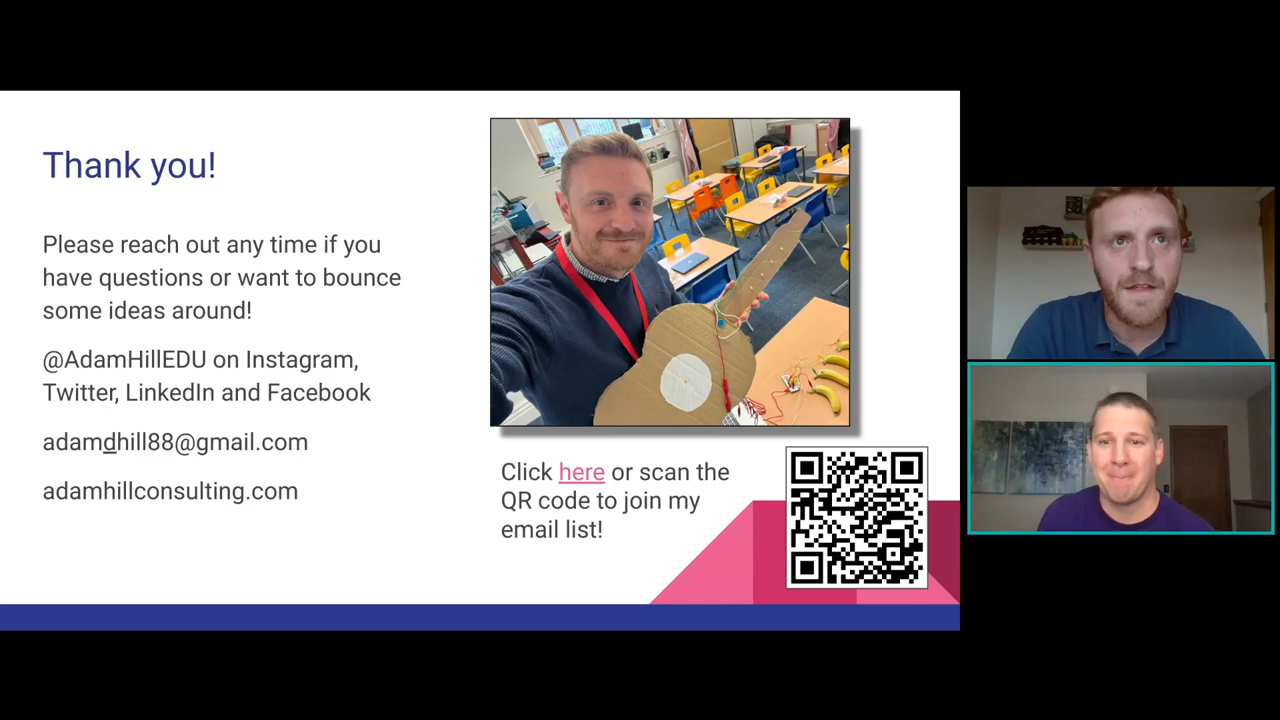 Thank you!
Please reach out any time if you
have questions or want to bounce
some ideas around!
@AdamHillEDU on Instagram,
Twitter, LinkedIn and Facebook
adamdhill88@gmail.com
adamhillconsulting.com
Click here or scan the
QR code to join my
email list!